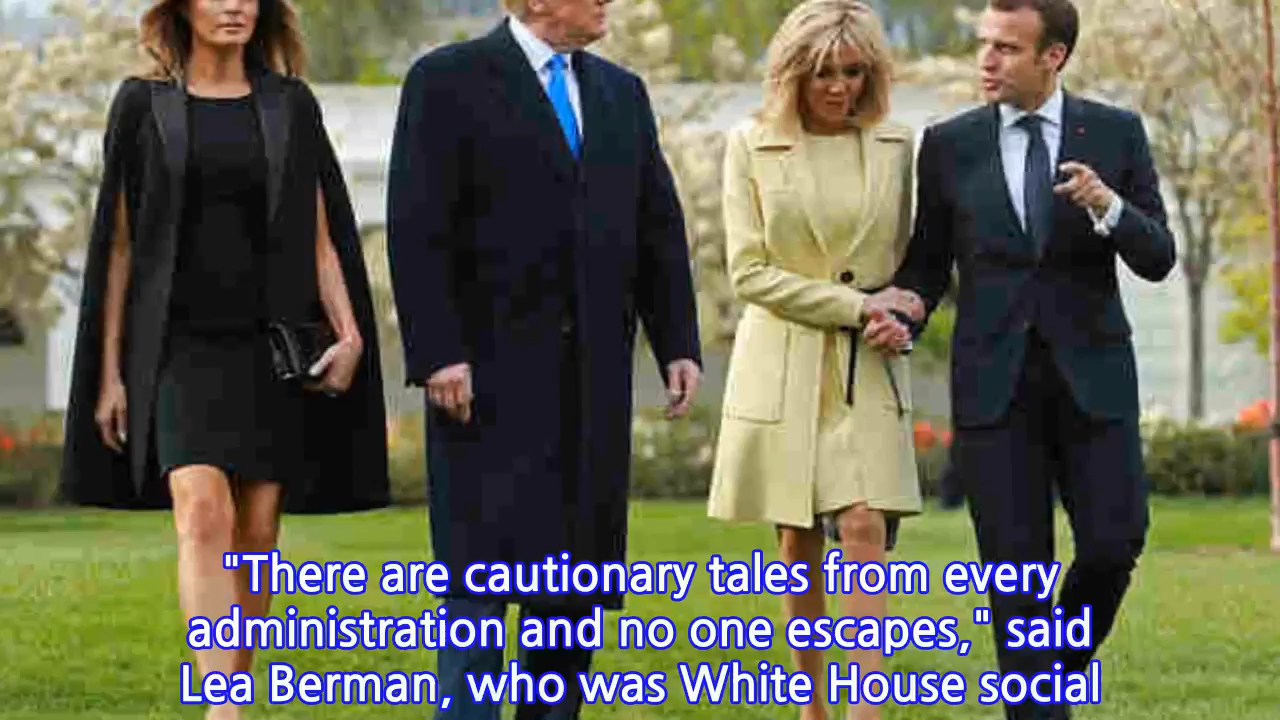 "There are cautionary tales from every
administration and no one escapes," said
Lea Berman, who was White House social